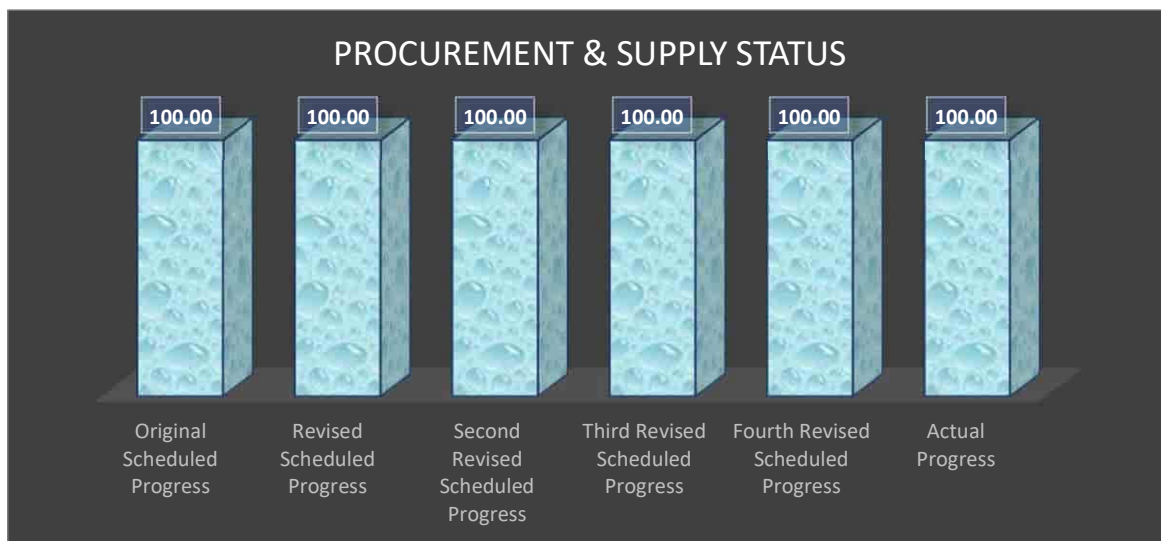 PROCUREMENT & SUPPLY STATUS
100.00 100.00 100.00 100.00 100.00 100.00
Original
Scheduled
Progress
Revised
Scheduled
Progress
Second
Revised
Scheduled
Progress
Third Revised
Scheduled
Progress
Fourth Revised
Scheduled
Progress
Actual
Progress